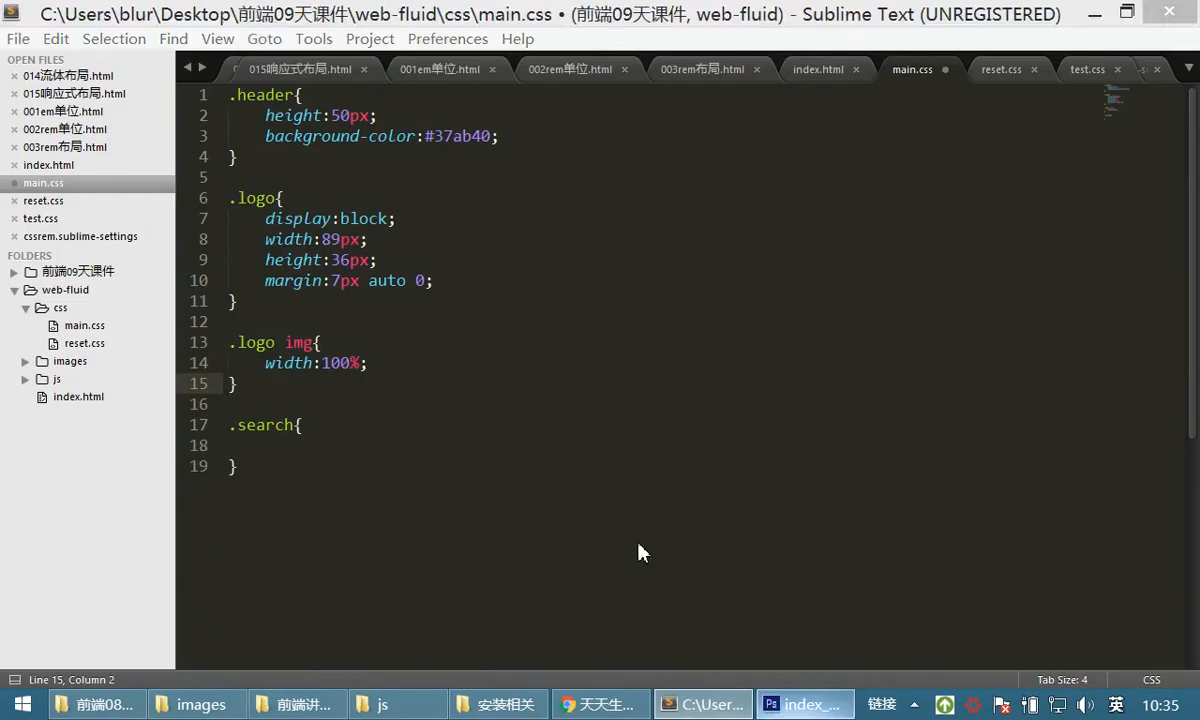 C:\Users\blur\Desktop\前端09天课件\web-fluid\css\main.css • (前端09天课件, web-fluid) - Sublime Text (UNREGISTERED)
File Edit Selection Find View Goto Tools Project Preferences Help
OPEN FILES
014流体布局.html
015响应式布局.html
001em单位.html
002rem单位.html
003rem布局.html
index.html
main.css
reset.css
test.css
cssrem.sublime-settings
FOLDERS
前端09天课件
web-fluid
css
main.css
reset.css
images
js
index.html
015响应式布局.html 001em单位.html 002rem单位.html 003rem布局.html index.html main.css reset.css test.css
1 .header{
2 height:50px;
3 background-color:#37ab40;
4 }
5
6 .logo{
7 display:block;
8 width:89px;
9 height:36px;
10 margin:7px auto 0;
11 }
12
13 .logo img{
14 width:100%;
15 }
16
17 .search{
18
19 }
Line 15, Column 2 Tab Size: 4 CSS
前端08... images 前端讲... js 安装相关 天天生... C:\User... index_... 链接 英 10:35